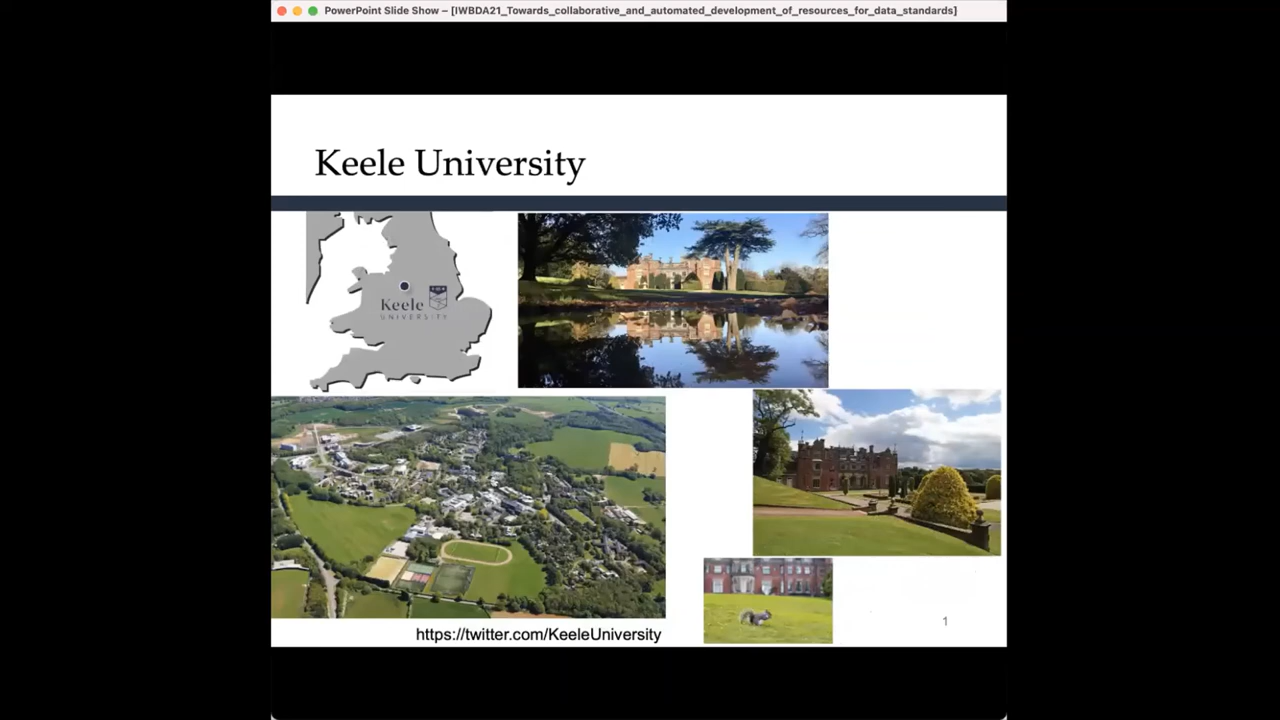 PowerPoint Slide Show – [IWBDA21_Towards_collaborative_and_automated_development_of_resources_for_data_standards]
Keele University
Keele
UNIVERSITY
https://twitter.com/KeeleUniversity
1